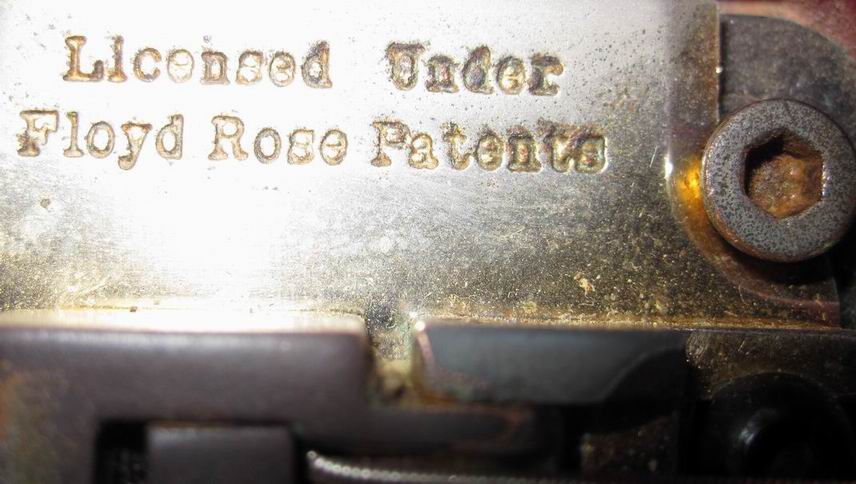 Licensed Under
Floyd Rose Patents